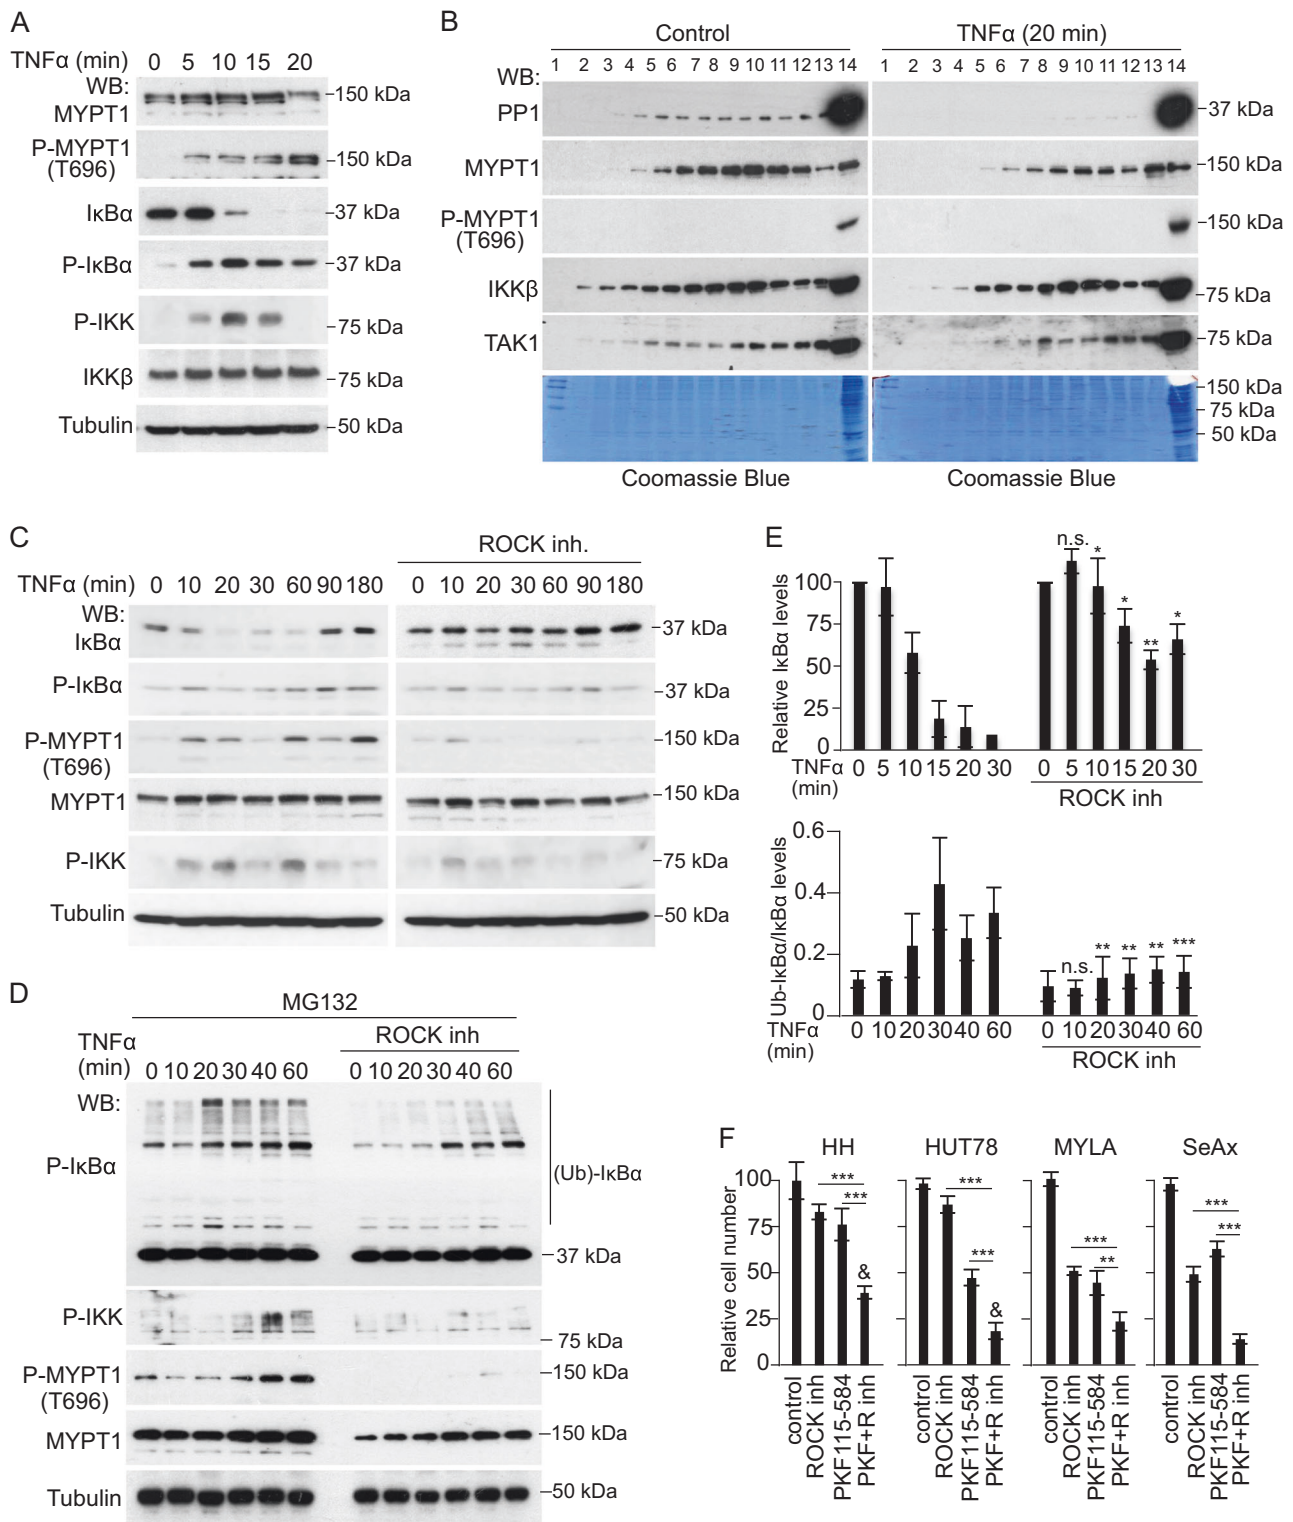 A
TNFα (min) 0 5 10 15 20
WB:
MYPT1
150 kDa
P-MYPT1
(T696)
150 kDa
IκBα
37 kDa
P-IκBα
37 kDa
P-IKK
75 kDa
IKKβ
75 kDa
Tubulin
50 kDa
B
Control
TNFα (20 min)
WB:
1 2 3 4 5 6 7 8 9 10 11 12 13 14
1 2 3 4 5 6 7 8 9 10 11 12 13 14
PP1
37 kDa
MYPT1
150 kDa
P-MYPT1
(T696)
150 kDa
IKKβ
75 kDa
TAK1
75 kDa
150 kDa
75 kDa
50 kDa
Coomassie Blue
Coomassie Blue
C
ROCK inh.
TNFα (min) 0 10 20 30 60 90 180
0 10 20 30 60 90 180
WB:
IκBα
37 kDa
P-IκBα
37 kDa
P-MYPT1
(T696)
150 kDa
MYPT1
150 kDa
P-IKK
75 kDa
Tubulin
50 kDa
D
MG132
ROCK inh
TNFα
(min)
0 10 20 30 40 60
0 10 20 30 40 60
WB:
P-IκBα
(Ub)-IκBα
37 kDa
P-IKK
75 kDa
P-MYPT1
(T696)
150 kDa
MYPT1
150 kDa
Tubulin
50 kDa
E
Relative IκBα levels
100
75
50
25
0
n.s. * * ** *
TNFα
(min)
0 5 10 15 20 30
0 5 10 15 20 30
ROCK inh
Ub-IκBα/IκBα levels
0.6
0.4
0.2
0
n.s. ** ** ** ***
TNFα
(min)
0 10 20 30 40 60
0 10 20 30 40 60
ROCK inh
F
Relative cell number
100
75
50
25
0
HH
***
***
&
control
ROCK inh
PKF115-584
PKF+R inh
HUT78
***
***
&
control
ROCK inh
PKF115-584
PKF+R inh
MYLA
***
**
control
ROCK inh
PKF115-584
PKF+R inh
SeAx
***
***
control
ROCK inh
PKF115-584
PKF+R inh